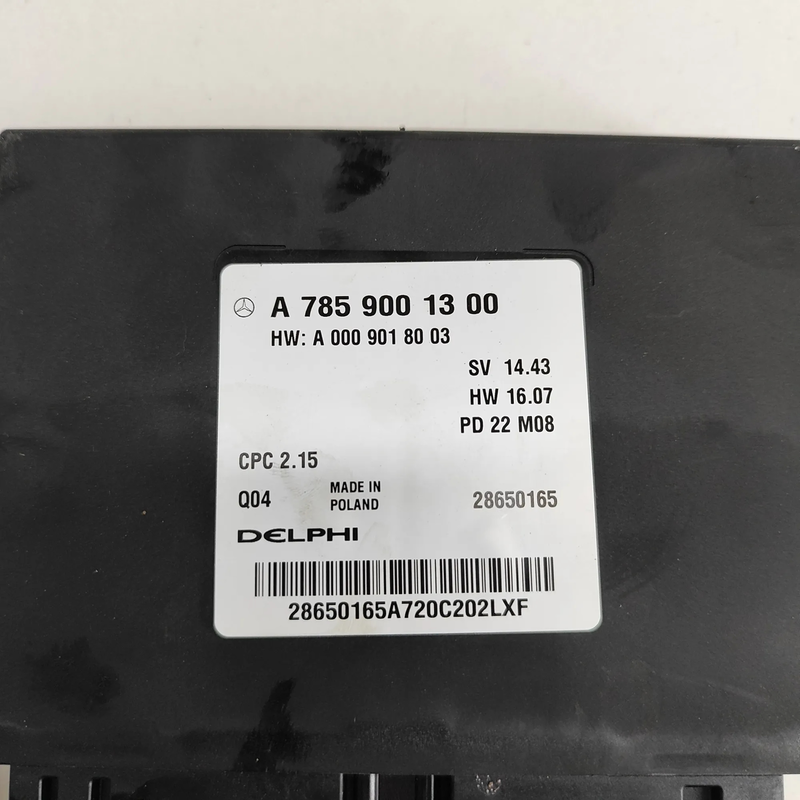 A 785 900 13 00
HW: A 000 901 80 03
SV 14.43
HW 16.07
PD 22 M08
CPC 2.15
Q04 MADE IN POLAND 28650165
DELPHI
28650165A720C202LXF